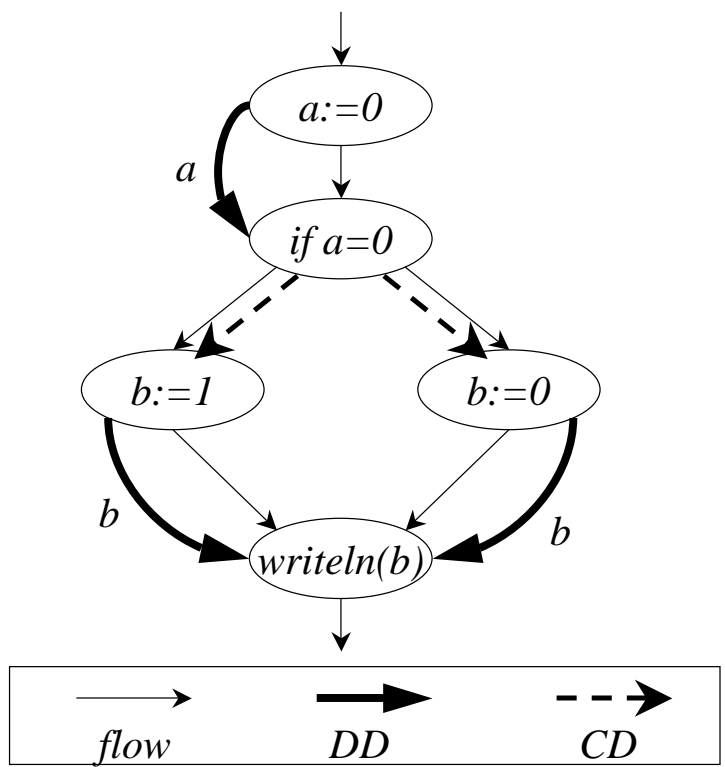 a:=0
a
if a=0
b:=1
b:=0
b
b
writeln(b)
flow
DD
CD